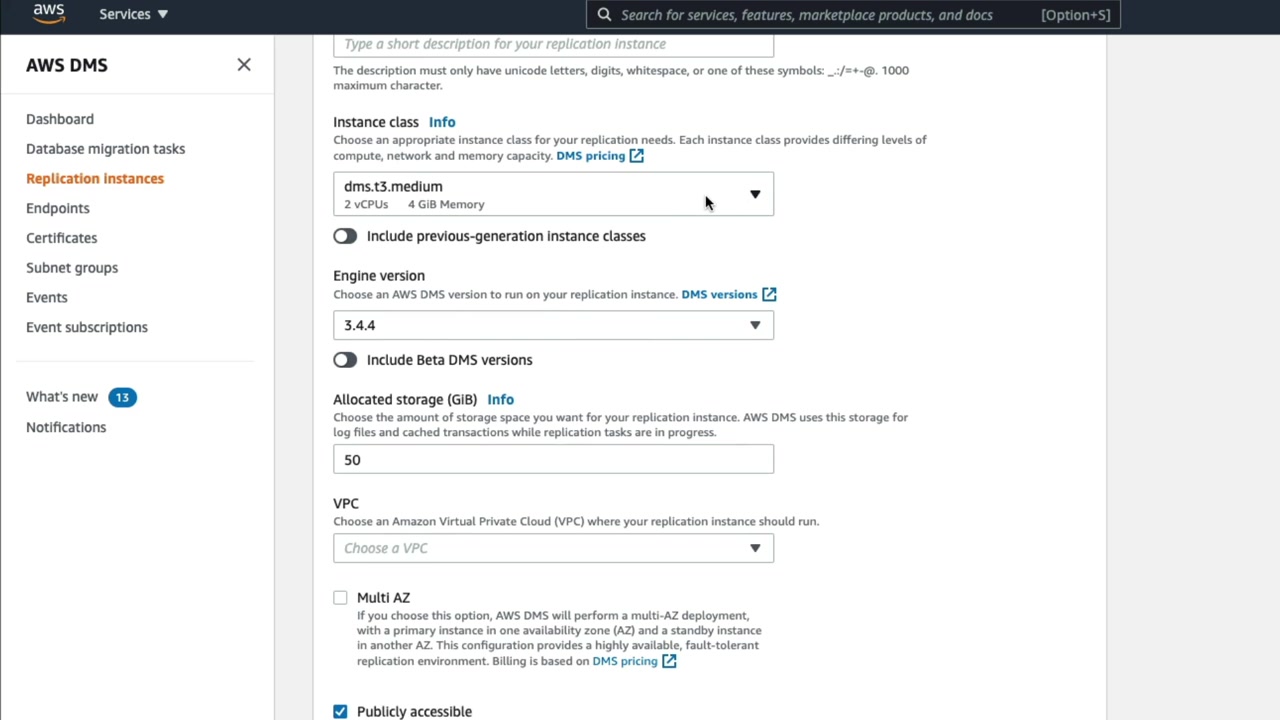 aws
Services ▼
Search for services, features, marketplace products, and docs [Option+S]
AWS DMS
Dashboard
Database migration tasks
Replication instances
Endpoints
Certificates
Subnet groups
Events
Event subscriptions
What's new 13
Notifications
Type a short description for your replication instance
The description must only have unicode letters, digits, whitespace, or one of these symbols: _.:/=+-@. 1000
maximum character.
Instance class Info
Choose an appropriate instance class for your replication needs. Each instance class provides differing levels of
compute, network and memory capacity. DMS pricing
dms.t3.medium
2 vCPUs 4 GiB Memory
Include previous-generation instance classes
Engine version
Choose an AWS DMS version to run on your replication instance. DMS versions
3.4.4
Include Beta DMS versions
Allocated storage (GiB) Info
Choose the amount of storage space you want for your replication instance. AWS DMS uses this storage for
log files and cached transactions while replication tasks are in progress.
50
VPC
Choose an Amazon Virtual Private Cloud (VPC) where your replication instance should run.
Choose a VPC
Multi AZ
If you choose this option, AWS DMS will perform a multi-AZ deployment,
with a primary instance in one availability zone (AZ) and a standby instance
in another AZ. This configuration provides a highly available, fault-tolerant
replication environment. Billing is based on DMS pricing
Publicly accessible